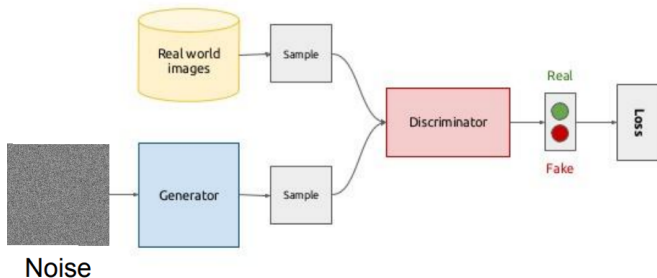 Real world
images
Sample
Real
Discriminator
Loss
Fake
Generator
Sample
Noise